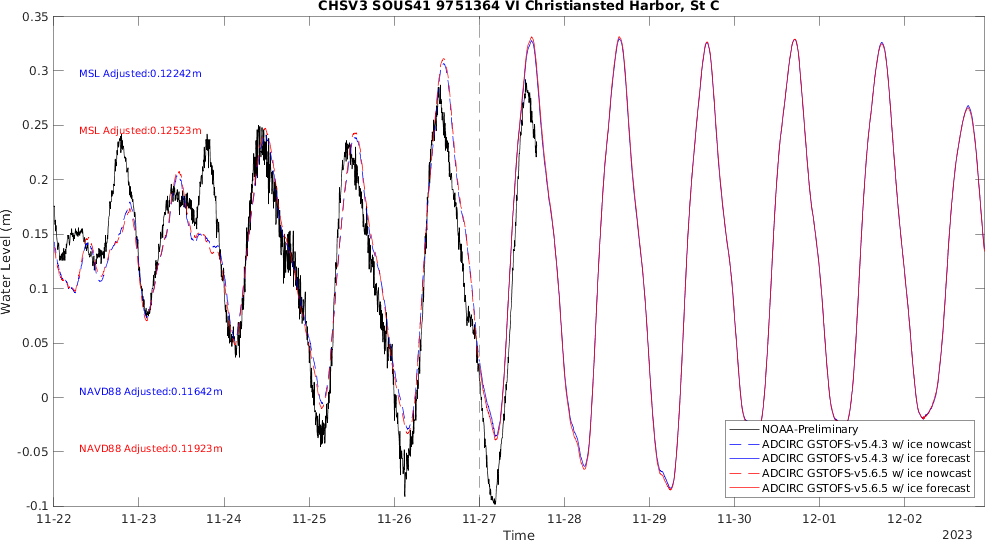 CHSV3 SOUS41 9751364 VI Christiansted Harbor, St C
0.35
0.3
0.25
0.2
0.15
0.1
0.05
0
-0.05
-0.1
Water Level (m)
MSL Adjusted:0.12242m
MSL Adjusted:0.12523m
NAVD88 Adjusted:0.11642m
NAVD88 Adjusted:0.11923m
NOAA-Preliminary
ADCIRC GSTOFS-v5.4.3 w/ ice nowcast
ADCIRC GSTOFS-v5.4.3 w/ ice forecast
ADCIRC GSTOFS-v5.6.5 w/ ice nowcast
ADCIRC GSTOFS-v5.6.5 w/ ice forecast
11-22 11-23 11-24 11-25 11-26 11-27 11-28 11-29 11-30 12-01 12-02
Time
2023